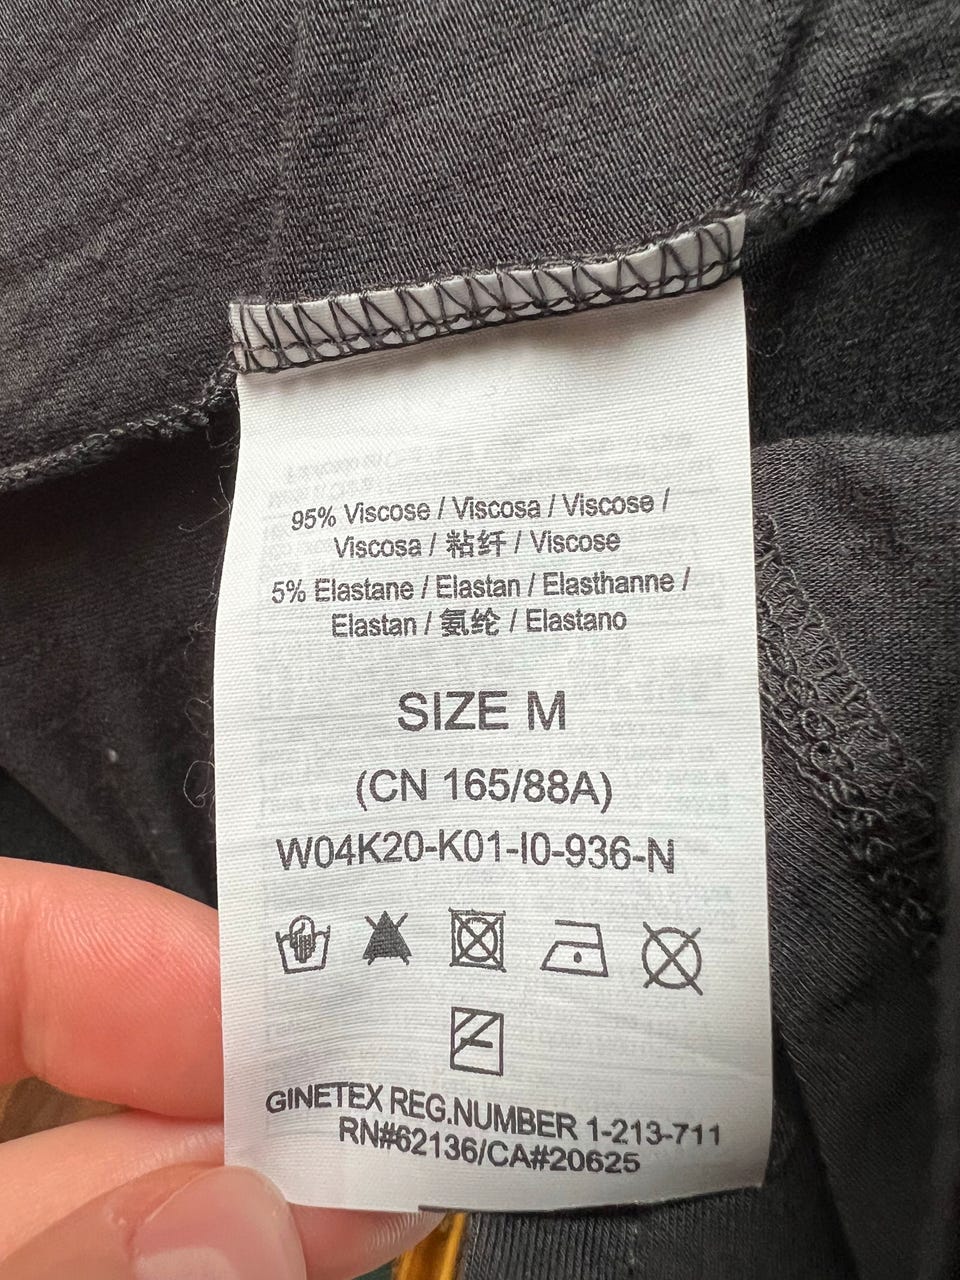 95% Viscose / Viscosa / Viscose /
Viscosa / 粘纤 / Viscose
5% Elastane / Elastan / Elasthanne /
Elastan / 氨纶 / Elastano
SIZE M
(CN 165/88A)
W04K20-K01-I0-936-N
GINETEX REG.NUMBER 1-213-711
RN#62136/CA#20625